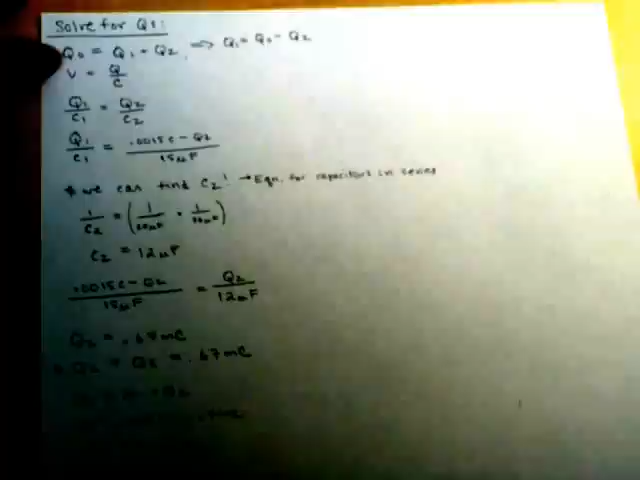 Solve for Q1:
Q0 = Q1 + Q2, ⇒ Q1 = Q0 - Q2
V = Q/C
Q1/C1 = Q2/C2
Q1/C1 = .0015C - Q2/15μF
* we can find C2! → Eqn. for capacitors in series
1/C2 = (1/20μF + 1/30μF)
C2 = 12μF
.0015C - Q2/15μF = Q2/12μF
Q2 = .67mC
Q2 = .67mC